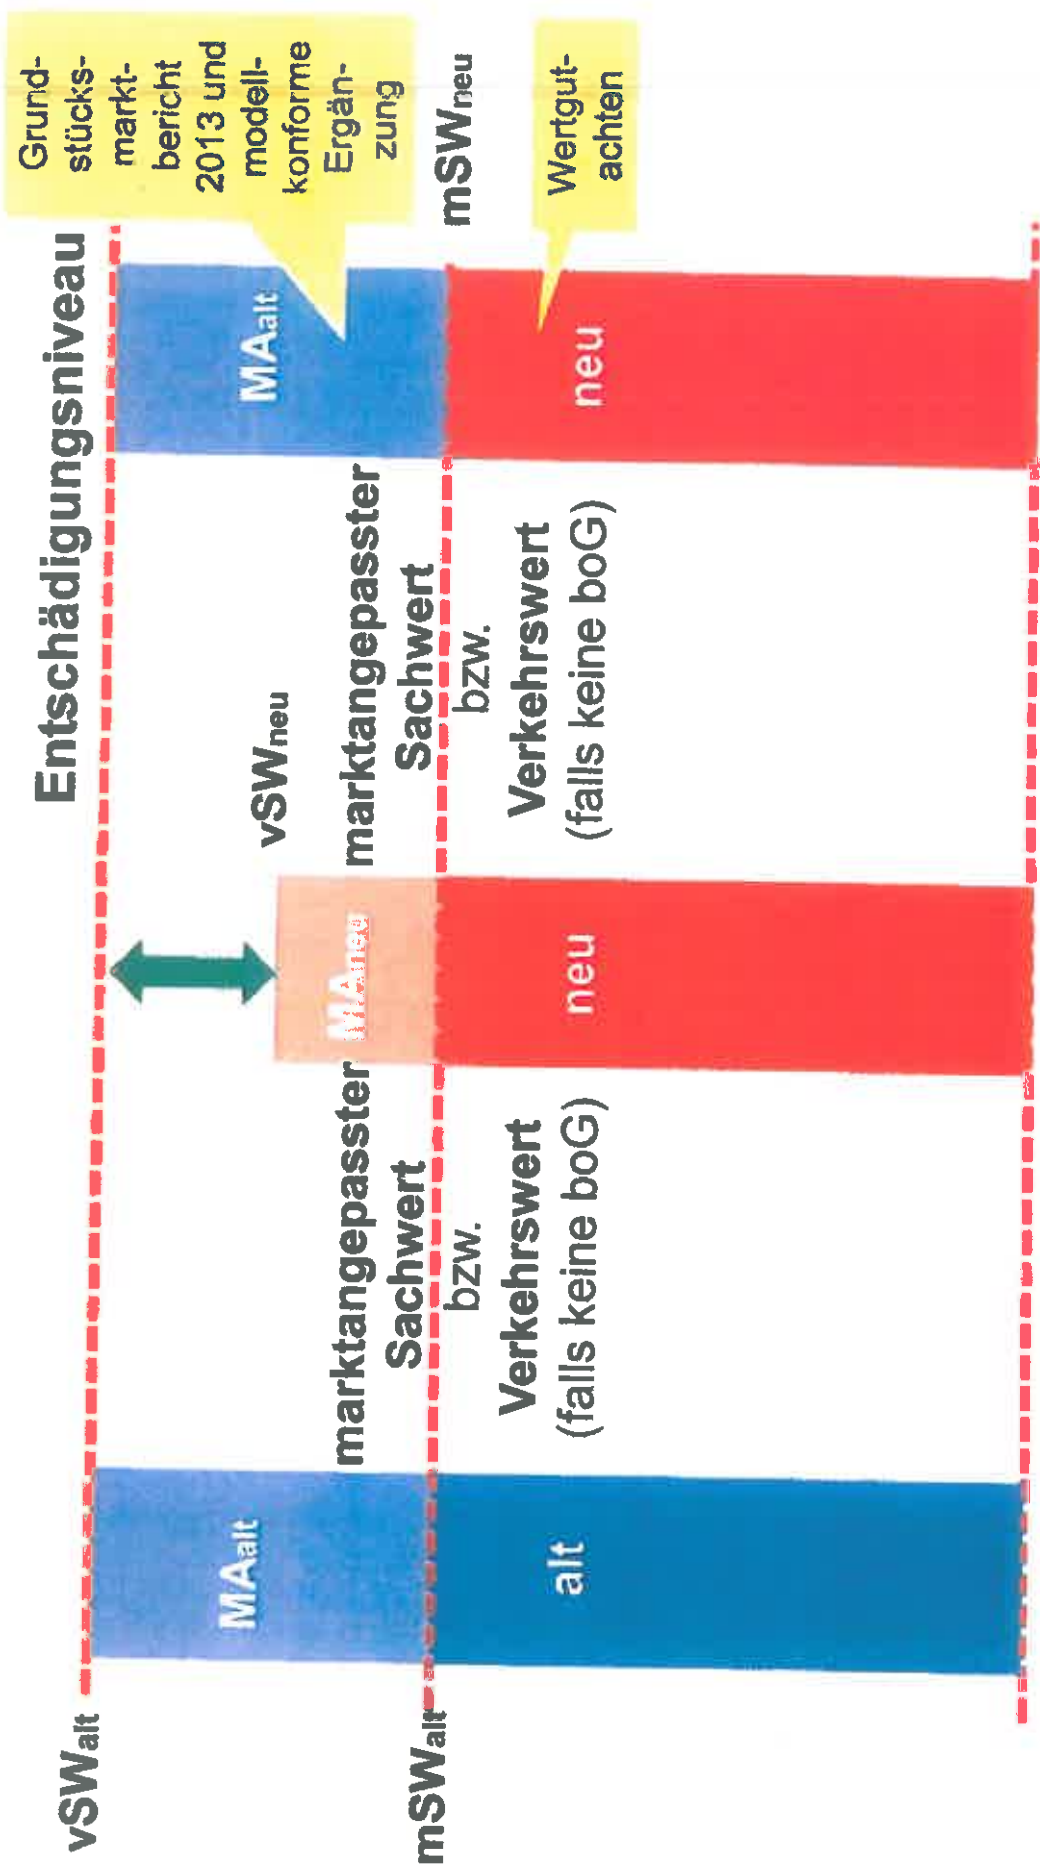 Entschädigungsniveau
vSWalt
MAalt
mSWalt
alt
marktangepasster
Sachwert
bzw.
Verkehrswert
(falls keine boG)
MAneu
neu
vSWneu
marktangepasster
Sachwert
bzw.
Verkehrswert
(falls keine boG)
MAalt
neu
Grund-
stücks-
markt-
bericht
2013 und
modell-
konforme
Ergän-
zung
mSWneu
Wertgut-
achten